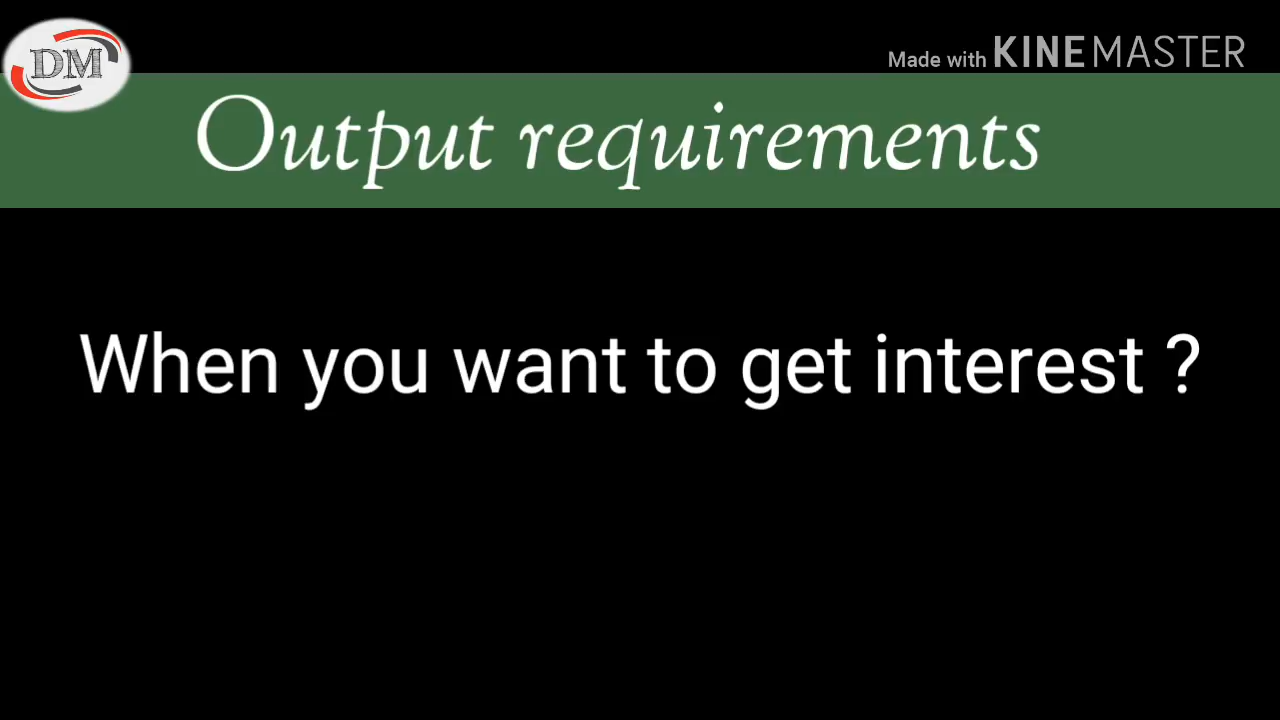 DM
Made with KINEMASTER
Output requirements
When you want to get interest ?